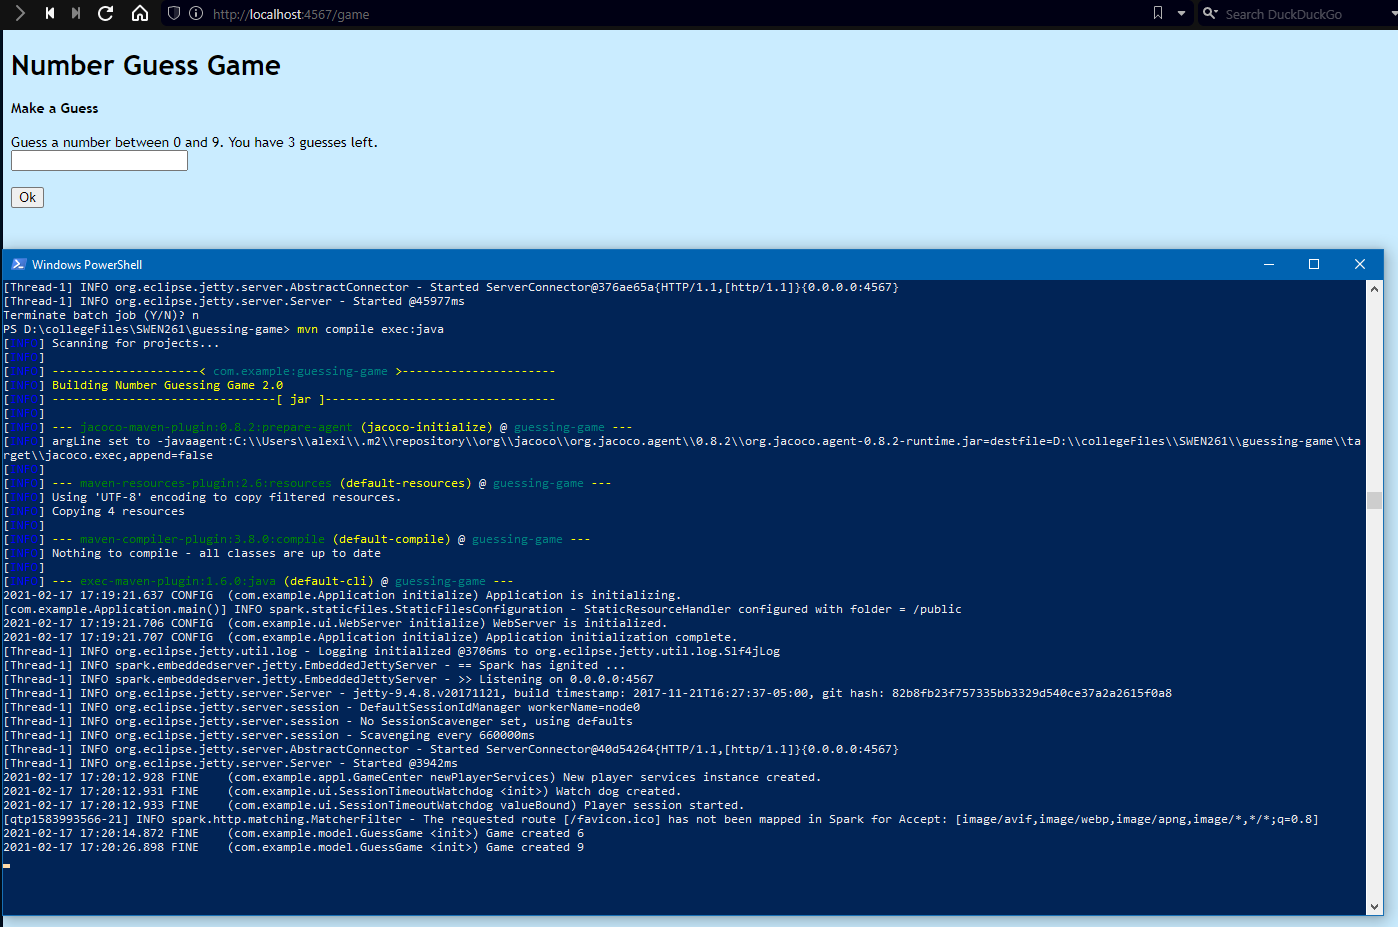 http://localhost:4567/game
Search DuckDuckGo
Number Guess Game
Make a Guess
Guess a number between 0 and 9. You have 3 guesses left.
Ok
Windows PowerShell
[Thread-1] INFO org.eclipse.jetty.server.AbstractConnector - Started ServerConnector@376ae65a{HTTP/1.1,[http/1.1]}{0.0.0.0:4567}
[Thread-1] INFO org.eclipse.jetty.server.Server - Started @45977ms
Terminate batch job (Y/N)? n
PS D:\collegeFiles\SWEN261\guessing-game> mvn compile exec:java
[INFO] Scanning for projects...
[INFO]
[INFO] ---------------------< com.example:guessing-game >----------------------
[INFO] Building Number Guessing Game 2.0
[INFO] --------------------------------[ jar ]---------------------------------
[INFO]
[INFO] --- jacoco-maven-plugin:0.8.2:prepare-agent (jacoco-initialize) @ guessing-game ---
[INFO] argLine set to -javaagent:C:\\Users\\alexi\\.m2\\repository\\org\\jacoco\\org.jacoco.agent\\0.8.2\\org.jacoco.agent-0.8.2-runtime.jar=destfile=D:\\collegeFiles\\SWEN261\\guessing-game\\ta
rget\\jacoco.exec,append=false
[INFO]
[INFO] --- maven-resources-plugin:2.6:resources (default-resources) @ guessing-game ---
[INFO] Using 'UTF-8' encoding to copy filtered resources.
[INFO] Copying 4 resources
[INFO]
[INFO] --- maven-compiler-plugin:3.8.0:compile (default-compile) @ guessing-game ---
[INFO] Nothing to compile - all classes are up to date
[INFO]
[INFO] --- exec-maven-plugin:1.6.0:java (default-cli) @ guessing-game ---
2021-02-17 17:19:21.637 CONFIG  (com.example.Application initialize) Application is initializing.
[com.example.Application.main()] INFO spark.staticfiles.StaticFilesConfiguration - StaticResourceHandler configured with folder = /public
2021-02-17 17:19:21.706 CONFIG  (com.example.ui.WebServer initialize) WebServer is initialized.
2021-02-17 17:19:21.707 CONFIG  (com.example.Application initialize) Application initialization complete.
[Thread-1] INFO org.eclipse.jetty.util.log - Logging initialized @3706ms to org.eclipse.jetty.util.log.Slf4jLog
[Thread-1] INFO spark.embeddedserver.jetty.EmbeddedJettyServer - == Spark has ignited ...
[Thread-1] INFO spark.embeddedserver.jetty.EmbeddedJettyServer - >> Listening on 0.0.0.0:4567
[Thread-1] INFO org.eclipse.jetty.server.Server - jetty-9.4.8.v20171121, build timestamp: 2017-11-21T16:27:37-05:00, git hash: 82b8fb23f757335bb3329d540ce37a2a2615f0a8
[Thread-1] INFO org.eclipse.jetty.server.session - DefaultSessionIdManager workerName=node0
[Thread-1] INFO org.eclipse.jetty.server.session - No SessionScavenger set, using defaults
[Thread-1] INFO org.eclipse.jetty.server.session - Scavenging every 660000ms
[Thread-1] INFO org.eclipse.jetty.server.AbstractConnector - Started ServerConnector@40d54264{HTTP/1.1,[http/1.1]}{0.0.0.0:4567}
[Thread-1] INFO org.eclipse.jetty.server.Server - Started @3942ms
2021-02-17 17:20:12.928 FINE    (com.example.appl.GameCenter newPlayerServices) New player services instance created.
2021-02-17 17:20:12.931 FINE    (com.example.ui.SessionTimeoutWatchdog <init>) Watch dog created.
2021-02-17 17:20:12.933 FINE    (com.example.ui.SessionTimeoutWatchdog valueBound) Player session started.
[qtp1583993566-21] INFO spark.http.matching.MatcherFilter - The requested route [/favicon.ico] has not been mapped in Spark for Accept: [image/avif,image/webp,image/apng,image/*,*/*;q=0.8]
2021-02-17 17:20:14.872 FINE    (com.example.model.GuessGame <init>) Game created 6
2021-02-17 17:20:26.898 FINE    (com.example.model.GuessGame <init>) Game created 9